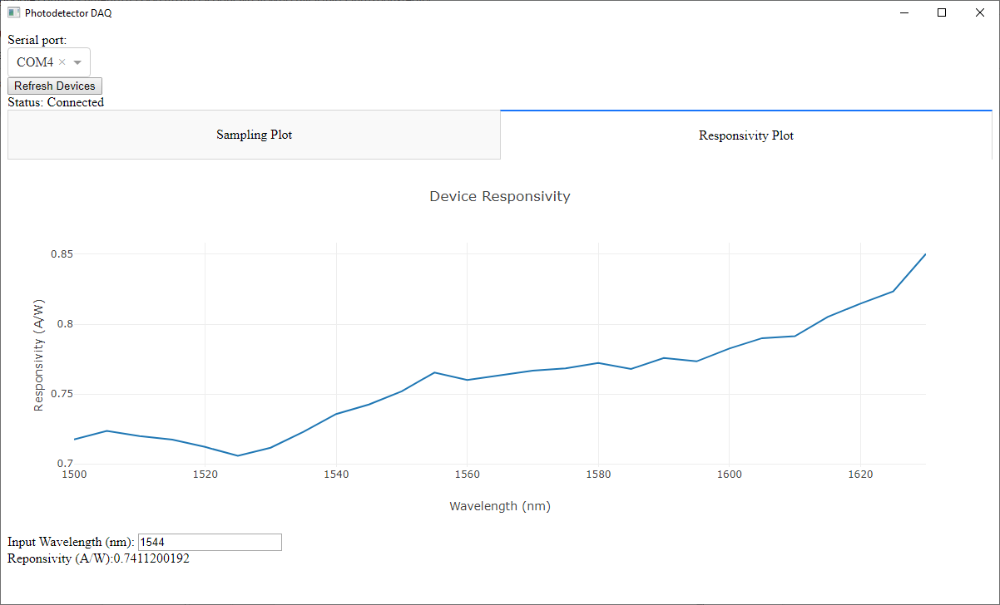 Photodetector DAQ
Serial port:
COM4 ×
Refresh Devices
Status: Connected
Sampling Plot
Responsivity Plot
Device Responsivity
0.85
0.8
0.75
0.7
Responsivity (A/W)
1500 1520 1540 1560 1580 1600 1620
Wavelength (nm)
Input Wavelength (nm): 1544
Reponsivity (A/W):0.7411200192